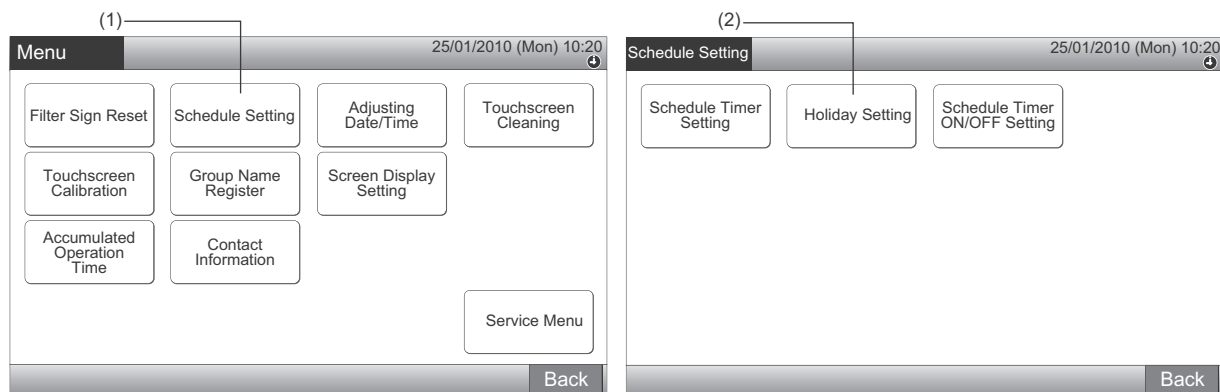 (1)
Menu
25/01/2010 (Mon) 10:20
Filter Sign Reset
Schedule Setting
Adjusting
Date/Time
Touchscreen
Cleaning
Touchscreen
Calibration
Group Name
Register
Screen Display
Setting
Accumulated
Operation
Time
Contact
Information
Service Menu
Back
(2)
Schedule Setting
25/01/2010 (Mon) 10:20
Schedule Timer
Setting
Holiday Setting
Schedule Timer
ON/OFF Setting
Back